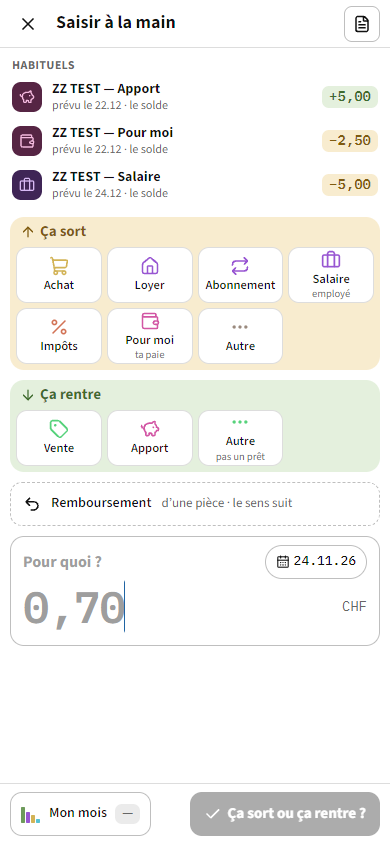 Saisir à la main
HABITUELS
ZZ TEST — Apport
prévu le 22.12 · le solde
+5,00
ZZ TEST — Pour moi
prévu le 22.12 · le solde
−2,50
ZZ TEST — Salaire
prévu le 24.12 · le solde
−5,00
Ça sort
Achat
Loyer
Abonnement
Salaire
employé
Impôts
Pour moi
ta paie
Autre
Ça rentre
Vente
Apport
Autre
pas un prêt
Remboursement d’une pièce · le sens suit
Pour quoi ?
24.11.26
0,70
CHF
Mon mois —
Ça sort ou ça rentre ?